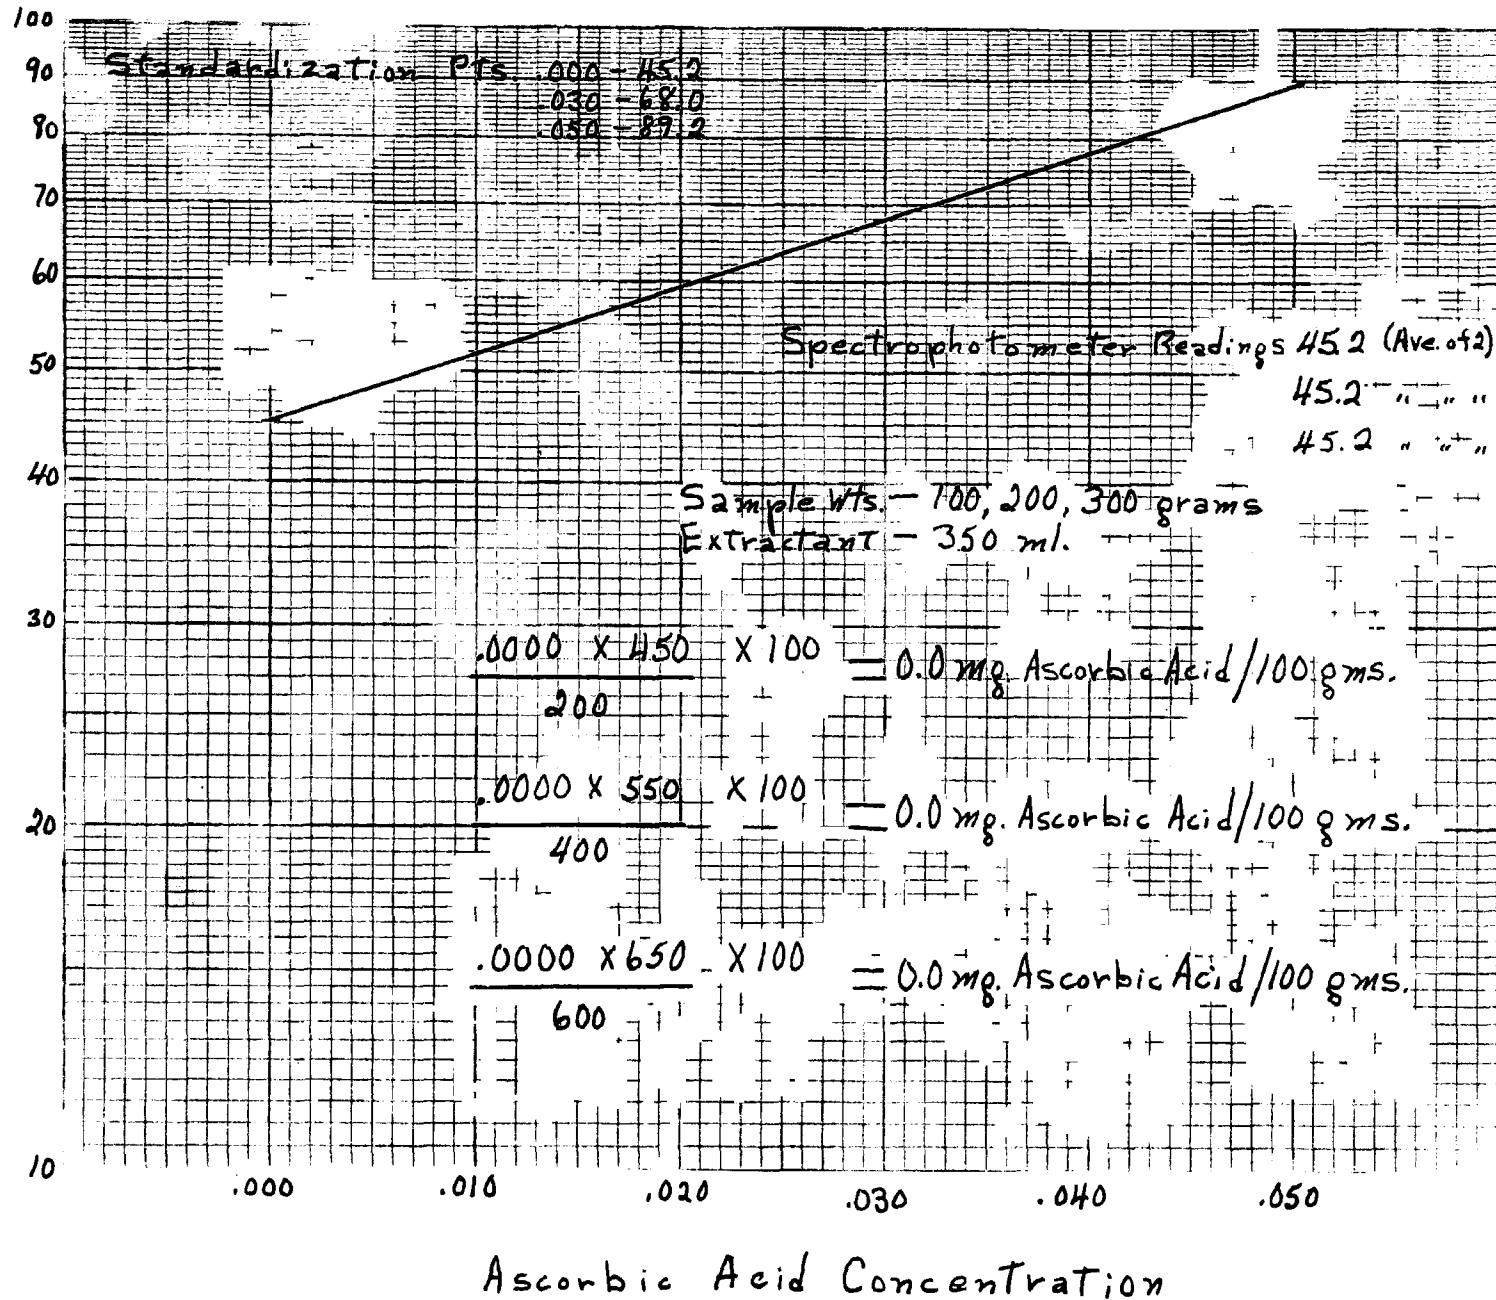 100
90
Standardization Pts. .000 - 45.2
.030 - 68.0
80
.050 - 89.2
70
60
Spectrophotometer Readings 45.2 (Ave. of 2)
50
45.2 " " "
45.2 " " "
40
Sample Wts. - 100, 200, 300 grams
Extractant - 350 ml.
30
.0000 X 450 X 100 = 0.0 mg. Ascorbic Acid/100 gms.
200
.0000 X 550 X 100 = 0.0 mg. Ascorbic Acid/100 gms.
20
400
.0000 X 650 X 100 = 0.0 mg. Ascorbic Acid/100 gms.
600
10
.000 .010 .020 .030 .040 .050
Ascorbic Acid Concentration